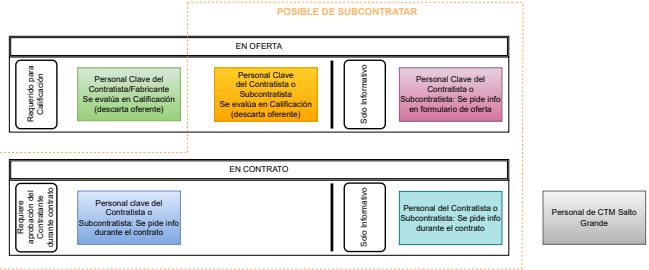 POSIBLE DE SUBCONTRATAR
EN OFERTA
Requerido para
Calificación
Personal Clave del
Contratista/Fabricante
Se evalúa en Calificación
(descarta oferente)
Personal Clave
del Contratista o
Subcontratista
Se evalúa en Calificación
(descarta oferente)
Solo Informativo
Personal Clave del
Contratista o
Subcontratista: Se pide info
en formulario de oferta
EN CONTRATO
Requiere
aprobación del
Contratante
durante contrato
Personal clave del
Contratista o
Subcontratista: Se pide info
durante el contrato
Solo Informativo
Personal del Contratista o
Subcontratista: Se pide info
durante el contrato
Personal de CTM Salto
Grande